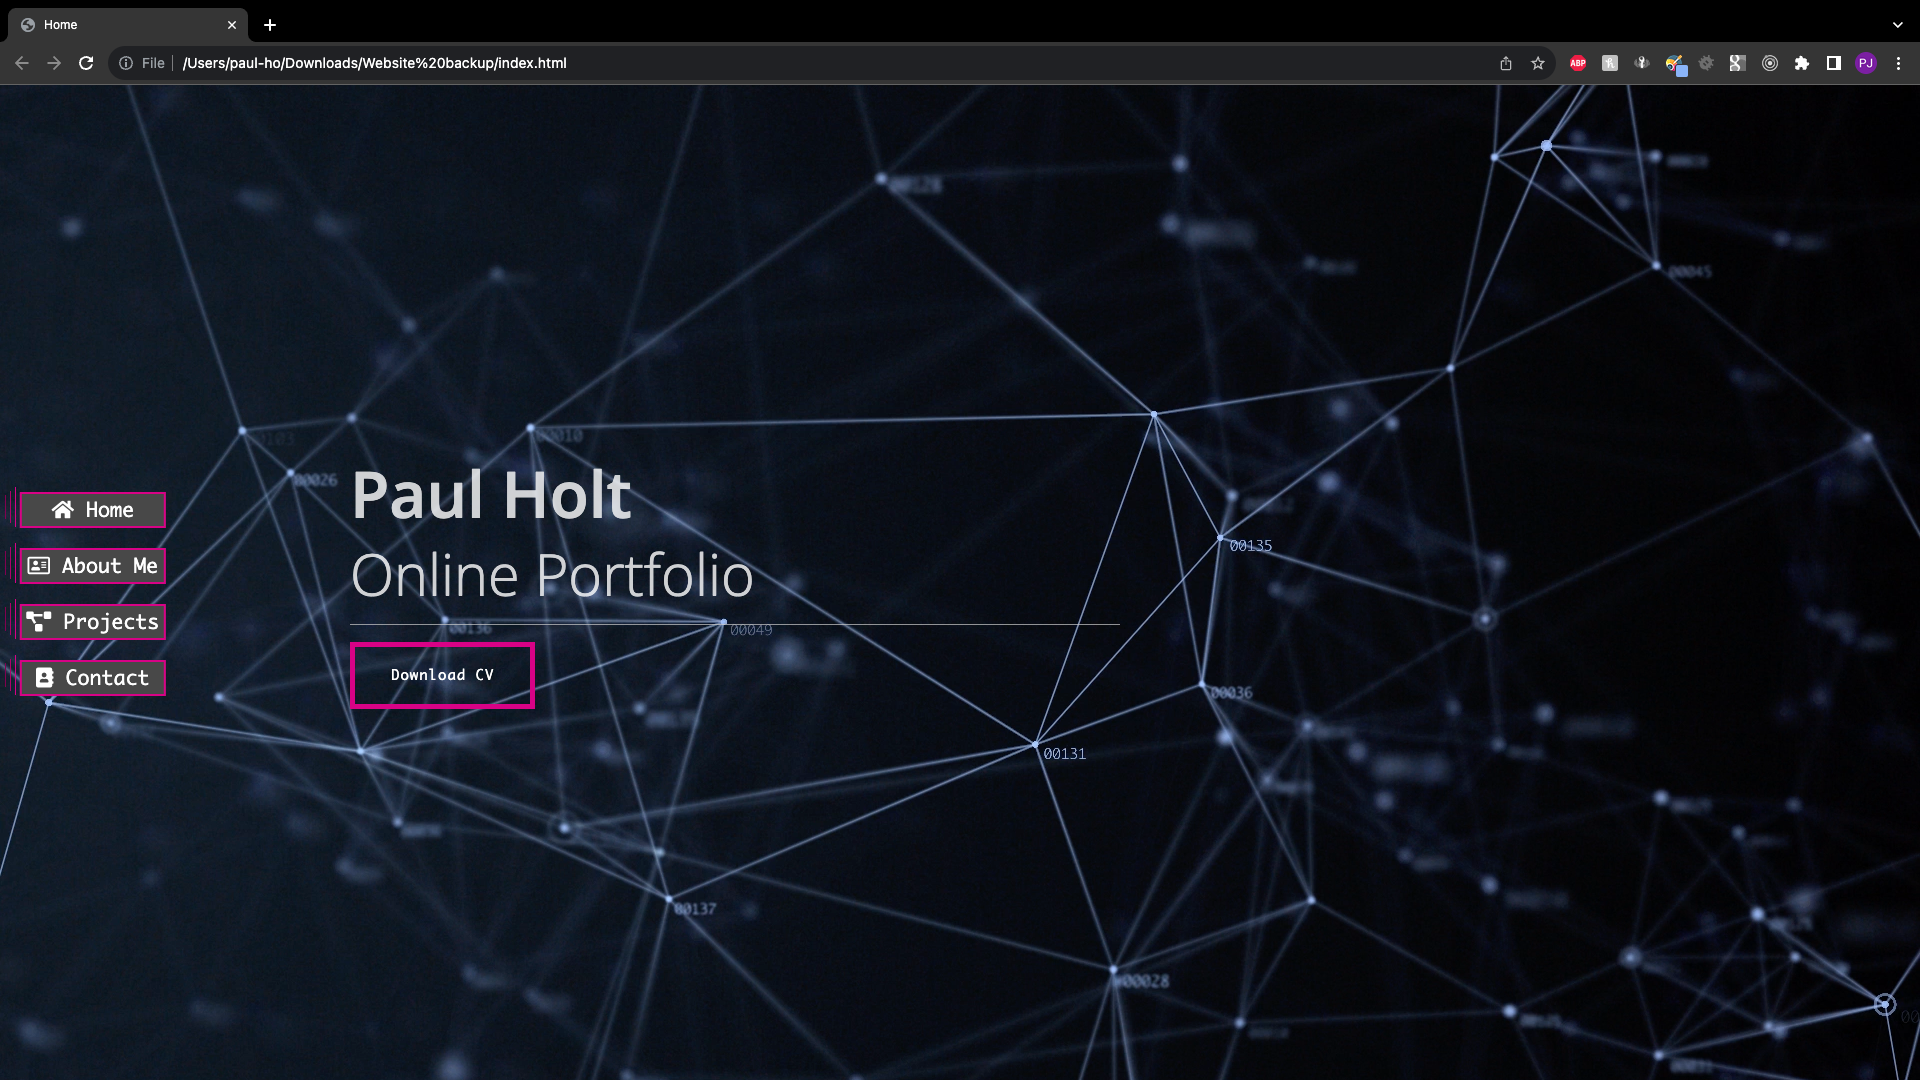 Home
File /Users/paul-ho/Downloads/Website%20backup/index.html
ABP
PJ
00128
00045
00010
00026
Paul Holt
00135
Home
About Me
Online Portfolio
Projects
00136
00049
Contact
Download CV
00036
00131
00137
00028